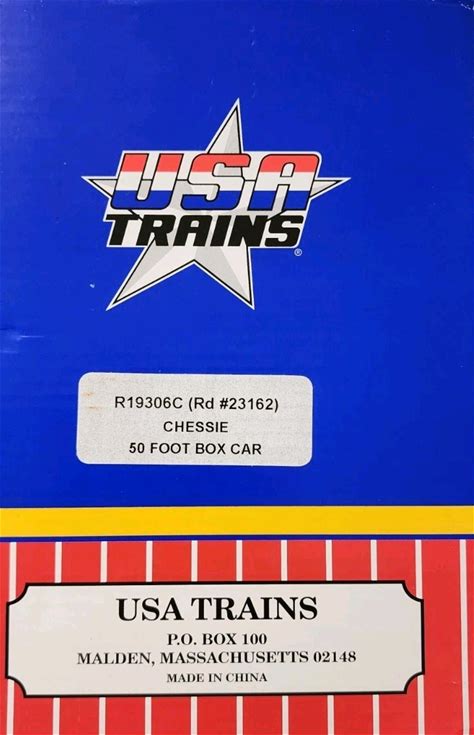 USA
TRAINS
®
R19306C (Rd #23162)
CHESSIE
50 FOOT BOX CAR
USA TRAINS
P.O. BOX 100
MALDEN, MASSACHUSETTS 02148
MADE IN CHINA